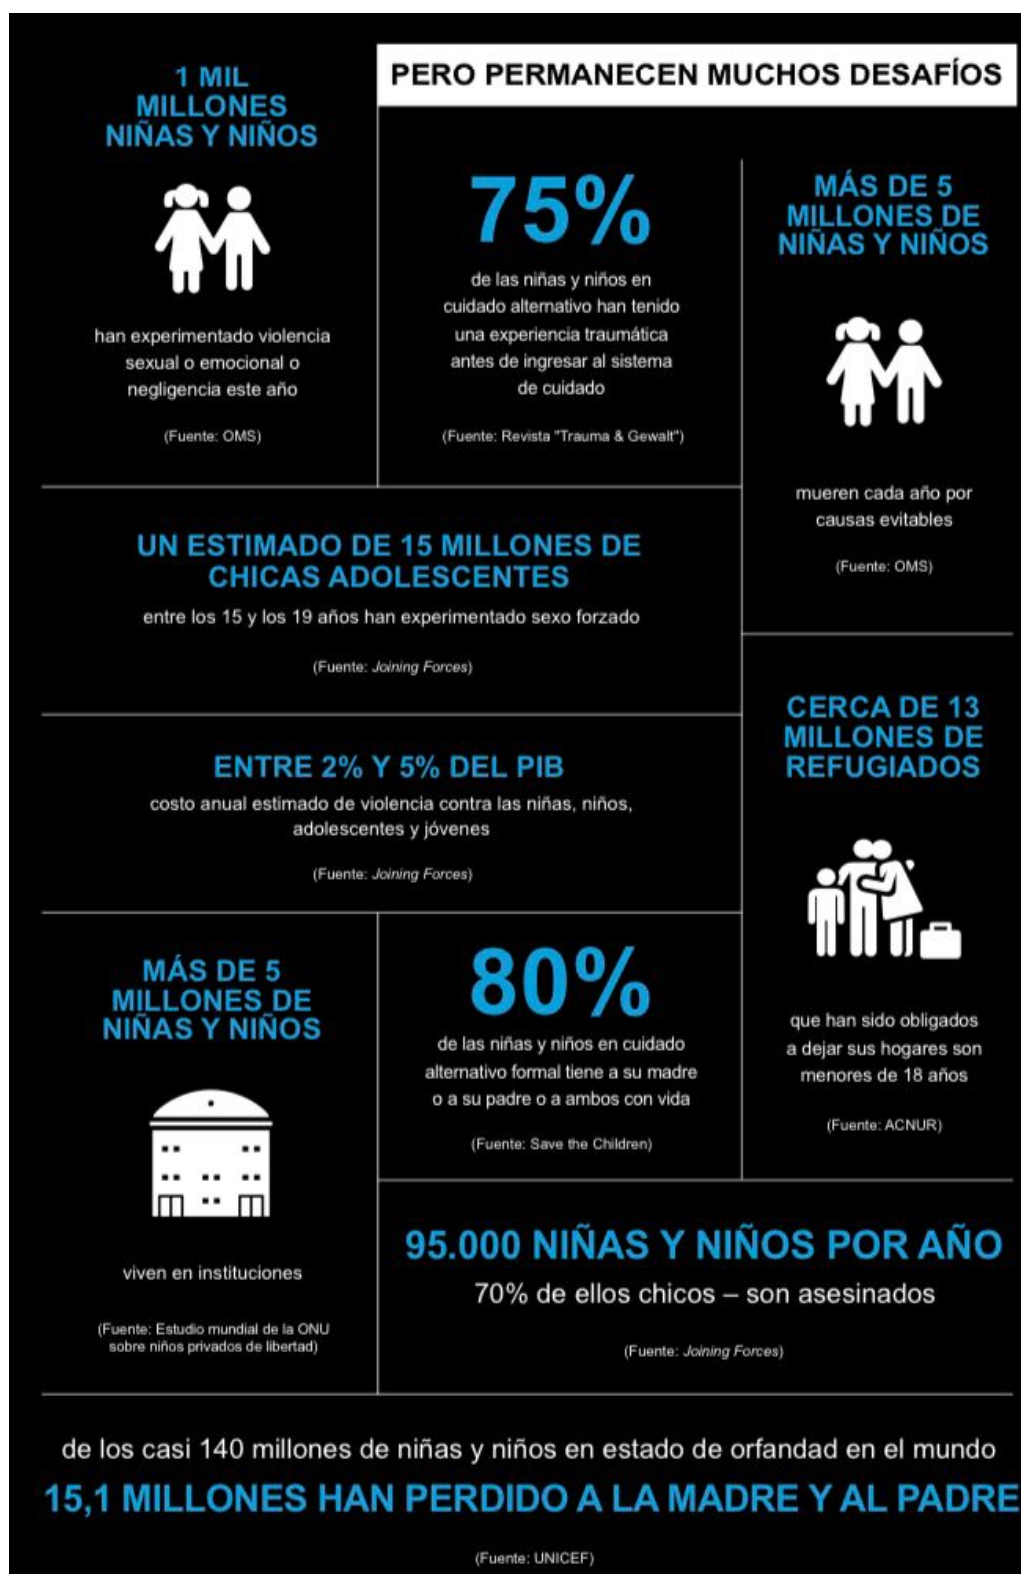 1 MIL
MILLONES
NIÑAS Y NIÑOS
han experimentado violencia
sexual o emocional o
negligencia este año
(Fuente: OMS)
PERO PERMANECEN MUCHOS DESAFÍOS
75%
de las niñas y niños en
cuidado alternativo han tenido
una experiencia traumática
antes de ingresar al sistema
de cuidado
(Fuente: Revista "Trauma & Gewalt")
MÁS DE 5
MILLONES DE
NIÑAS Y NIÑOS
mueren cada año por
causas evitables
(Fuente: OMS)
UN ESTIMADO DE 15 MILLONES DE
CHICAS ADOLESCENTES
entre los 15 y los 19 años han experimentado sexo forzado
(Fuente: Joining Forces)
ENTRE 2% Y 5% DEL PIB
costo anual estimado de violencia contra las niñas, niños,
adolescentes y jóvenes
(Fuente: Joining Forces)
CERCA DE 13
MILLONES DE
REFUGIADOS
que han sido obligados
a dejar sus hogares son
menores de 18 años
(Fuente: ACNUR)
MÁS DE 5
MILLONES DE
NIÑAS Y NIÑOS
viven en instituciones
(Fuente: Estudio mundial de la ONU
sobre niños privados de libertad)
80%
de las niñas y niños en cuidado
alternativo formal tiene a su madre
o a su padre o a ambos con vida
(Fuente: Save the Children)
95.000 NIÑAS Y NIÑOS POR AÑO
70% de ellos chicos – son asesinados
(Fuente: Joining Forces)
de los casi 140 millones de niñas y niños en estado de orfandad en el mundo
15,1 MILLONES HAN PERDIDO A LA MADRE Y AL PADRE
(Fuente: UNICEF)